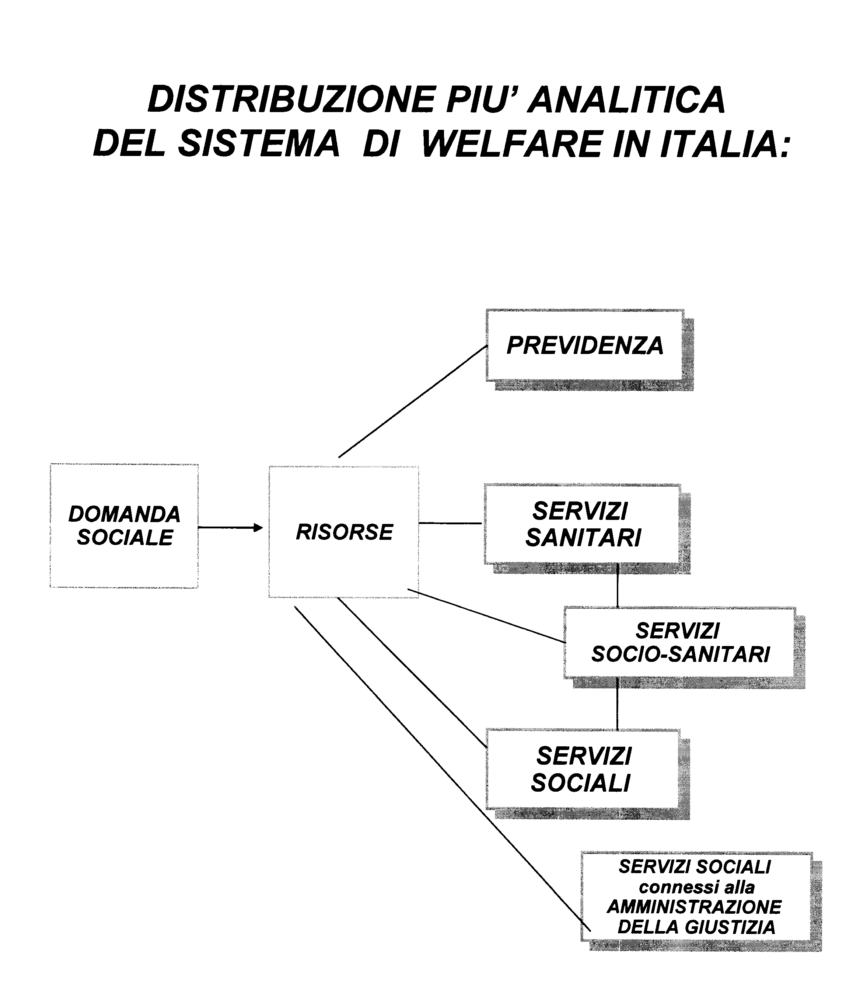 DISTRIBUZIONE PIU' ANALITICA
DEL SISTEMA DI WELFARE IN ITALIA:
PREVIDENZA
DOMANDA
SOCIALE
RISORSE
SERVIZI
SANITARI
SERVIZI
SOCIO-SANITARI
SERVIZI
SOCIALI
SERVIZI SOCIALI
connessi alla
AMMINISTRAZIONE
DELLA GIUSTIZIA